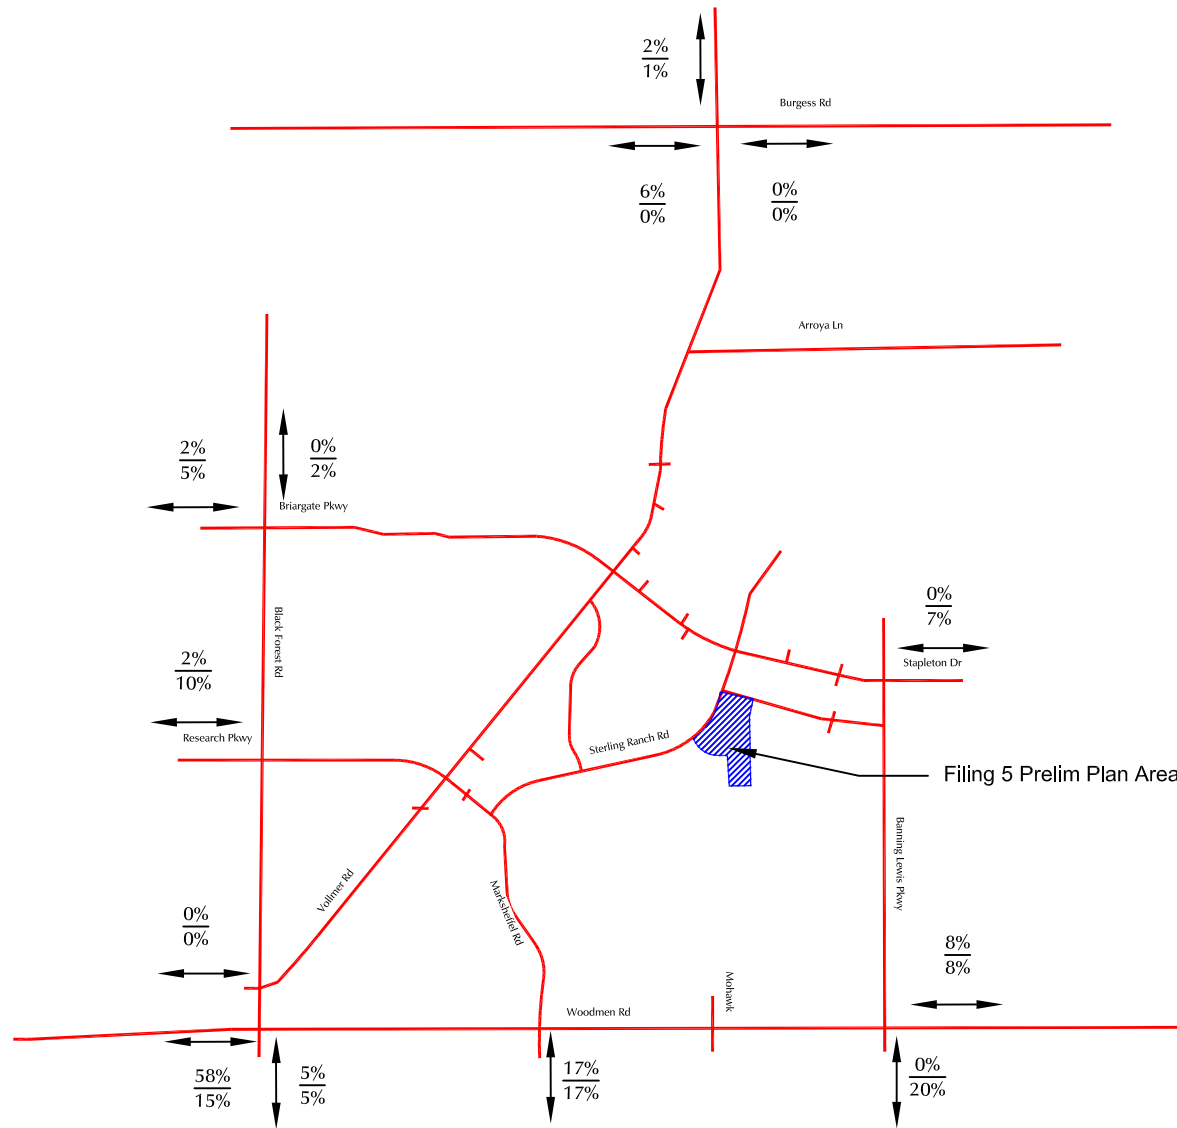 2%
1%
Burgess Rd
6%
0%
0%
0%
Arroya Ln
2%
5%
0%
2%
Briargate Pkwy
Black Forest Rd
0%
7%
Stapleton Dr
2%
10%
Research Pkwy
Sterling Ranch Rd
Filing 5 Prelim Plan Area
Vollmer Rd
Marksheffel Rd
Banning Lewis Pkwy
0%
0%
8%
8%
Mohawk
Woodmen Rd
58%
15%
5%
5%
17%
17%
0%
20%